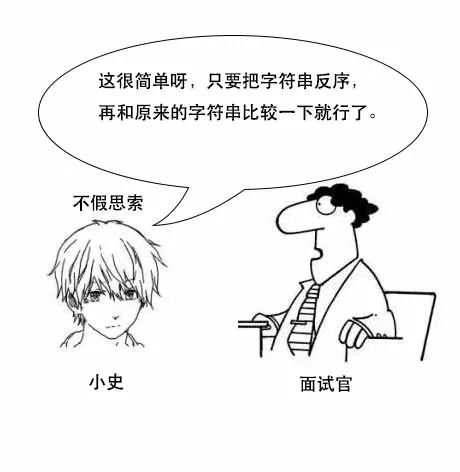 这很简单呀，只要把字符串反序，
再和原来的字符串比较一下就行了。
不假思索
小史
面试官